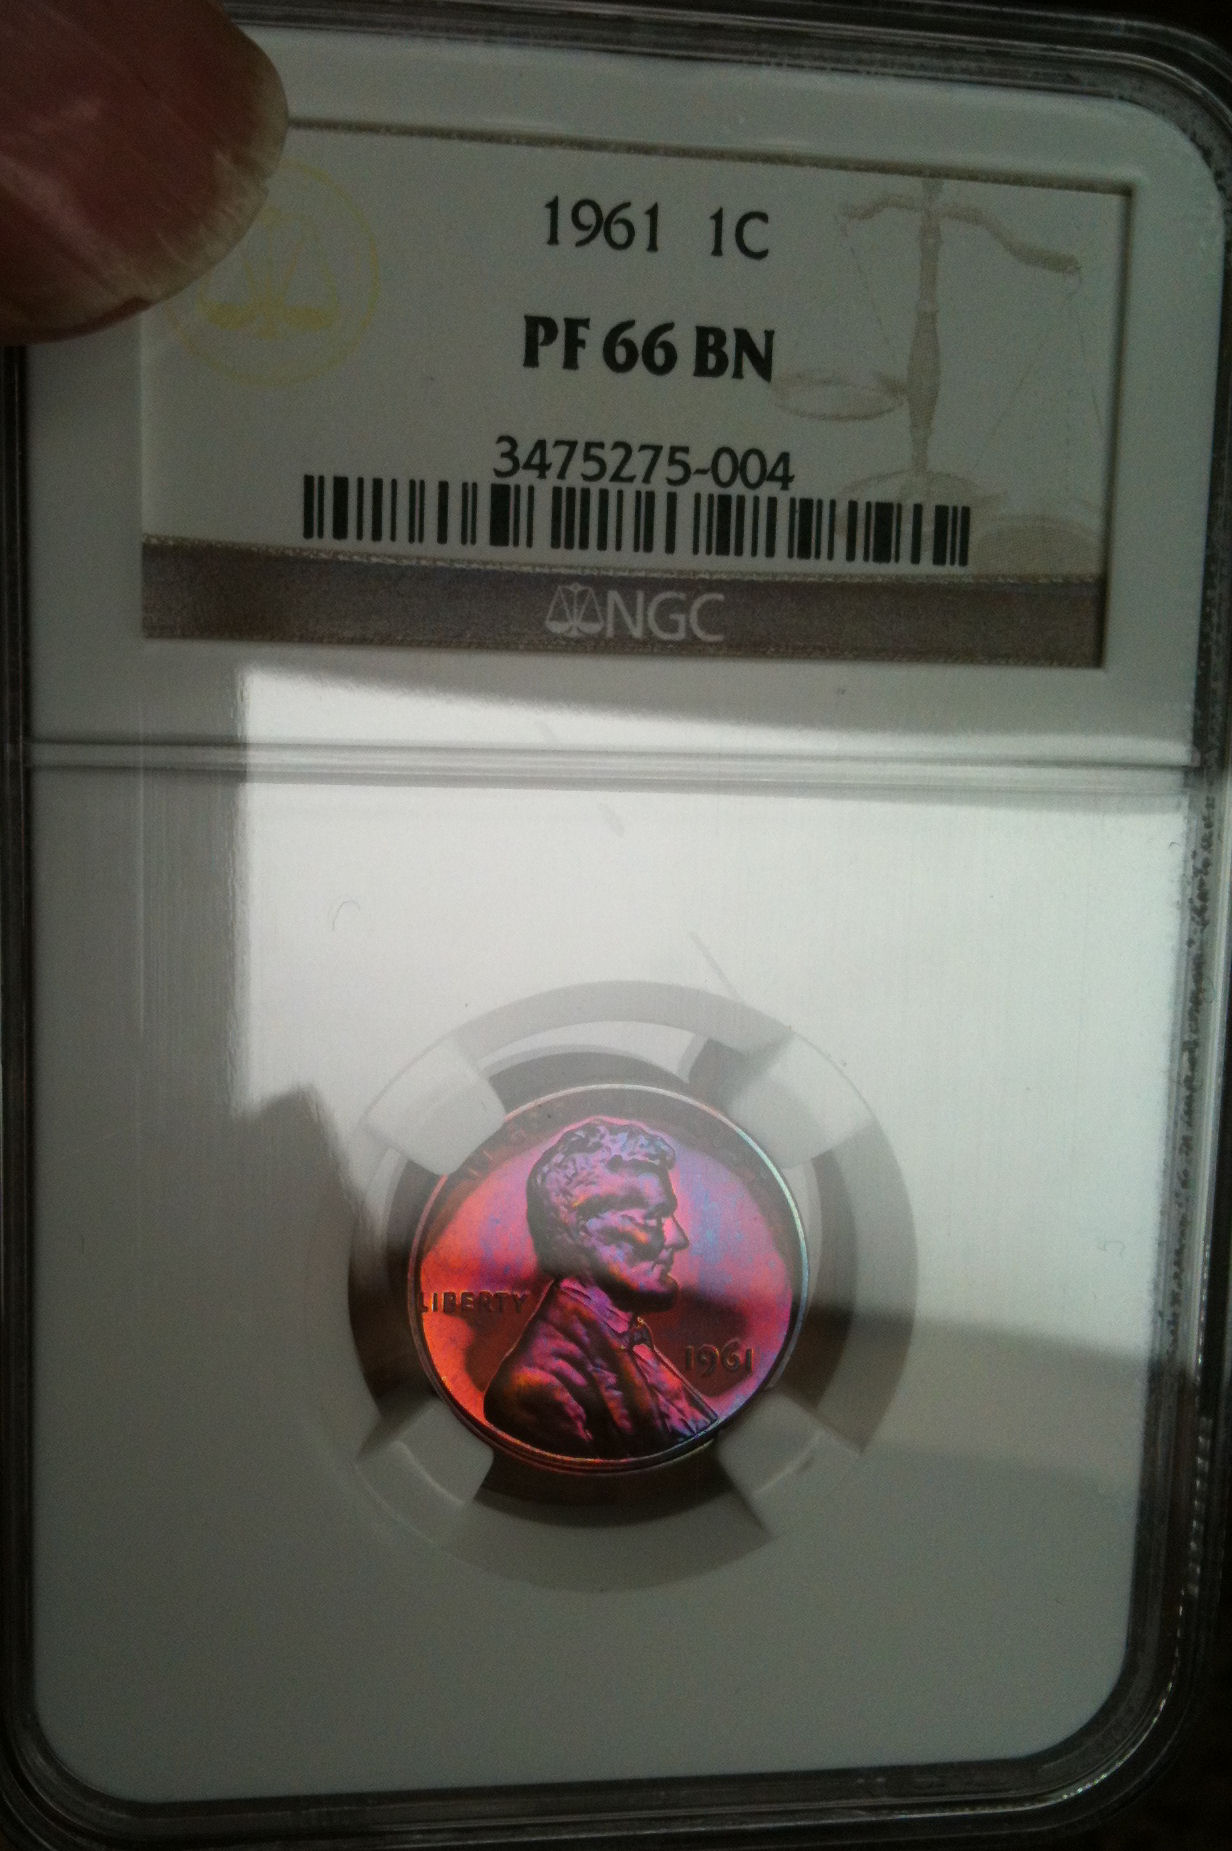 1961 1C
PF 66 BN
3475275-004
NGC
LIBERTY
1961